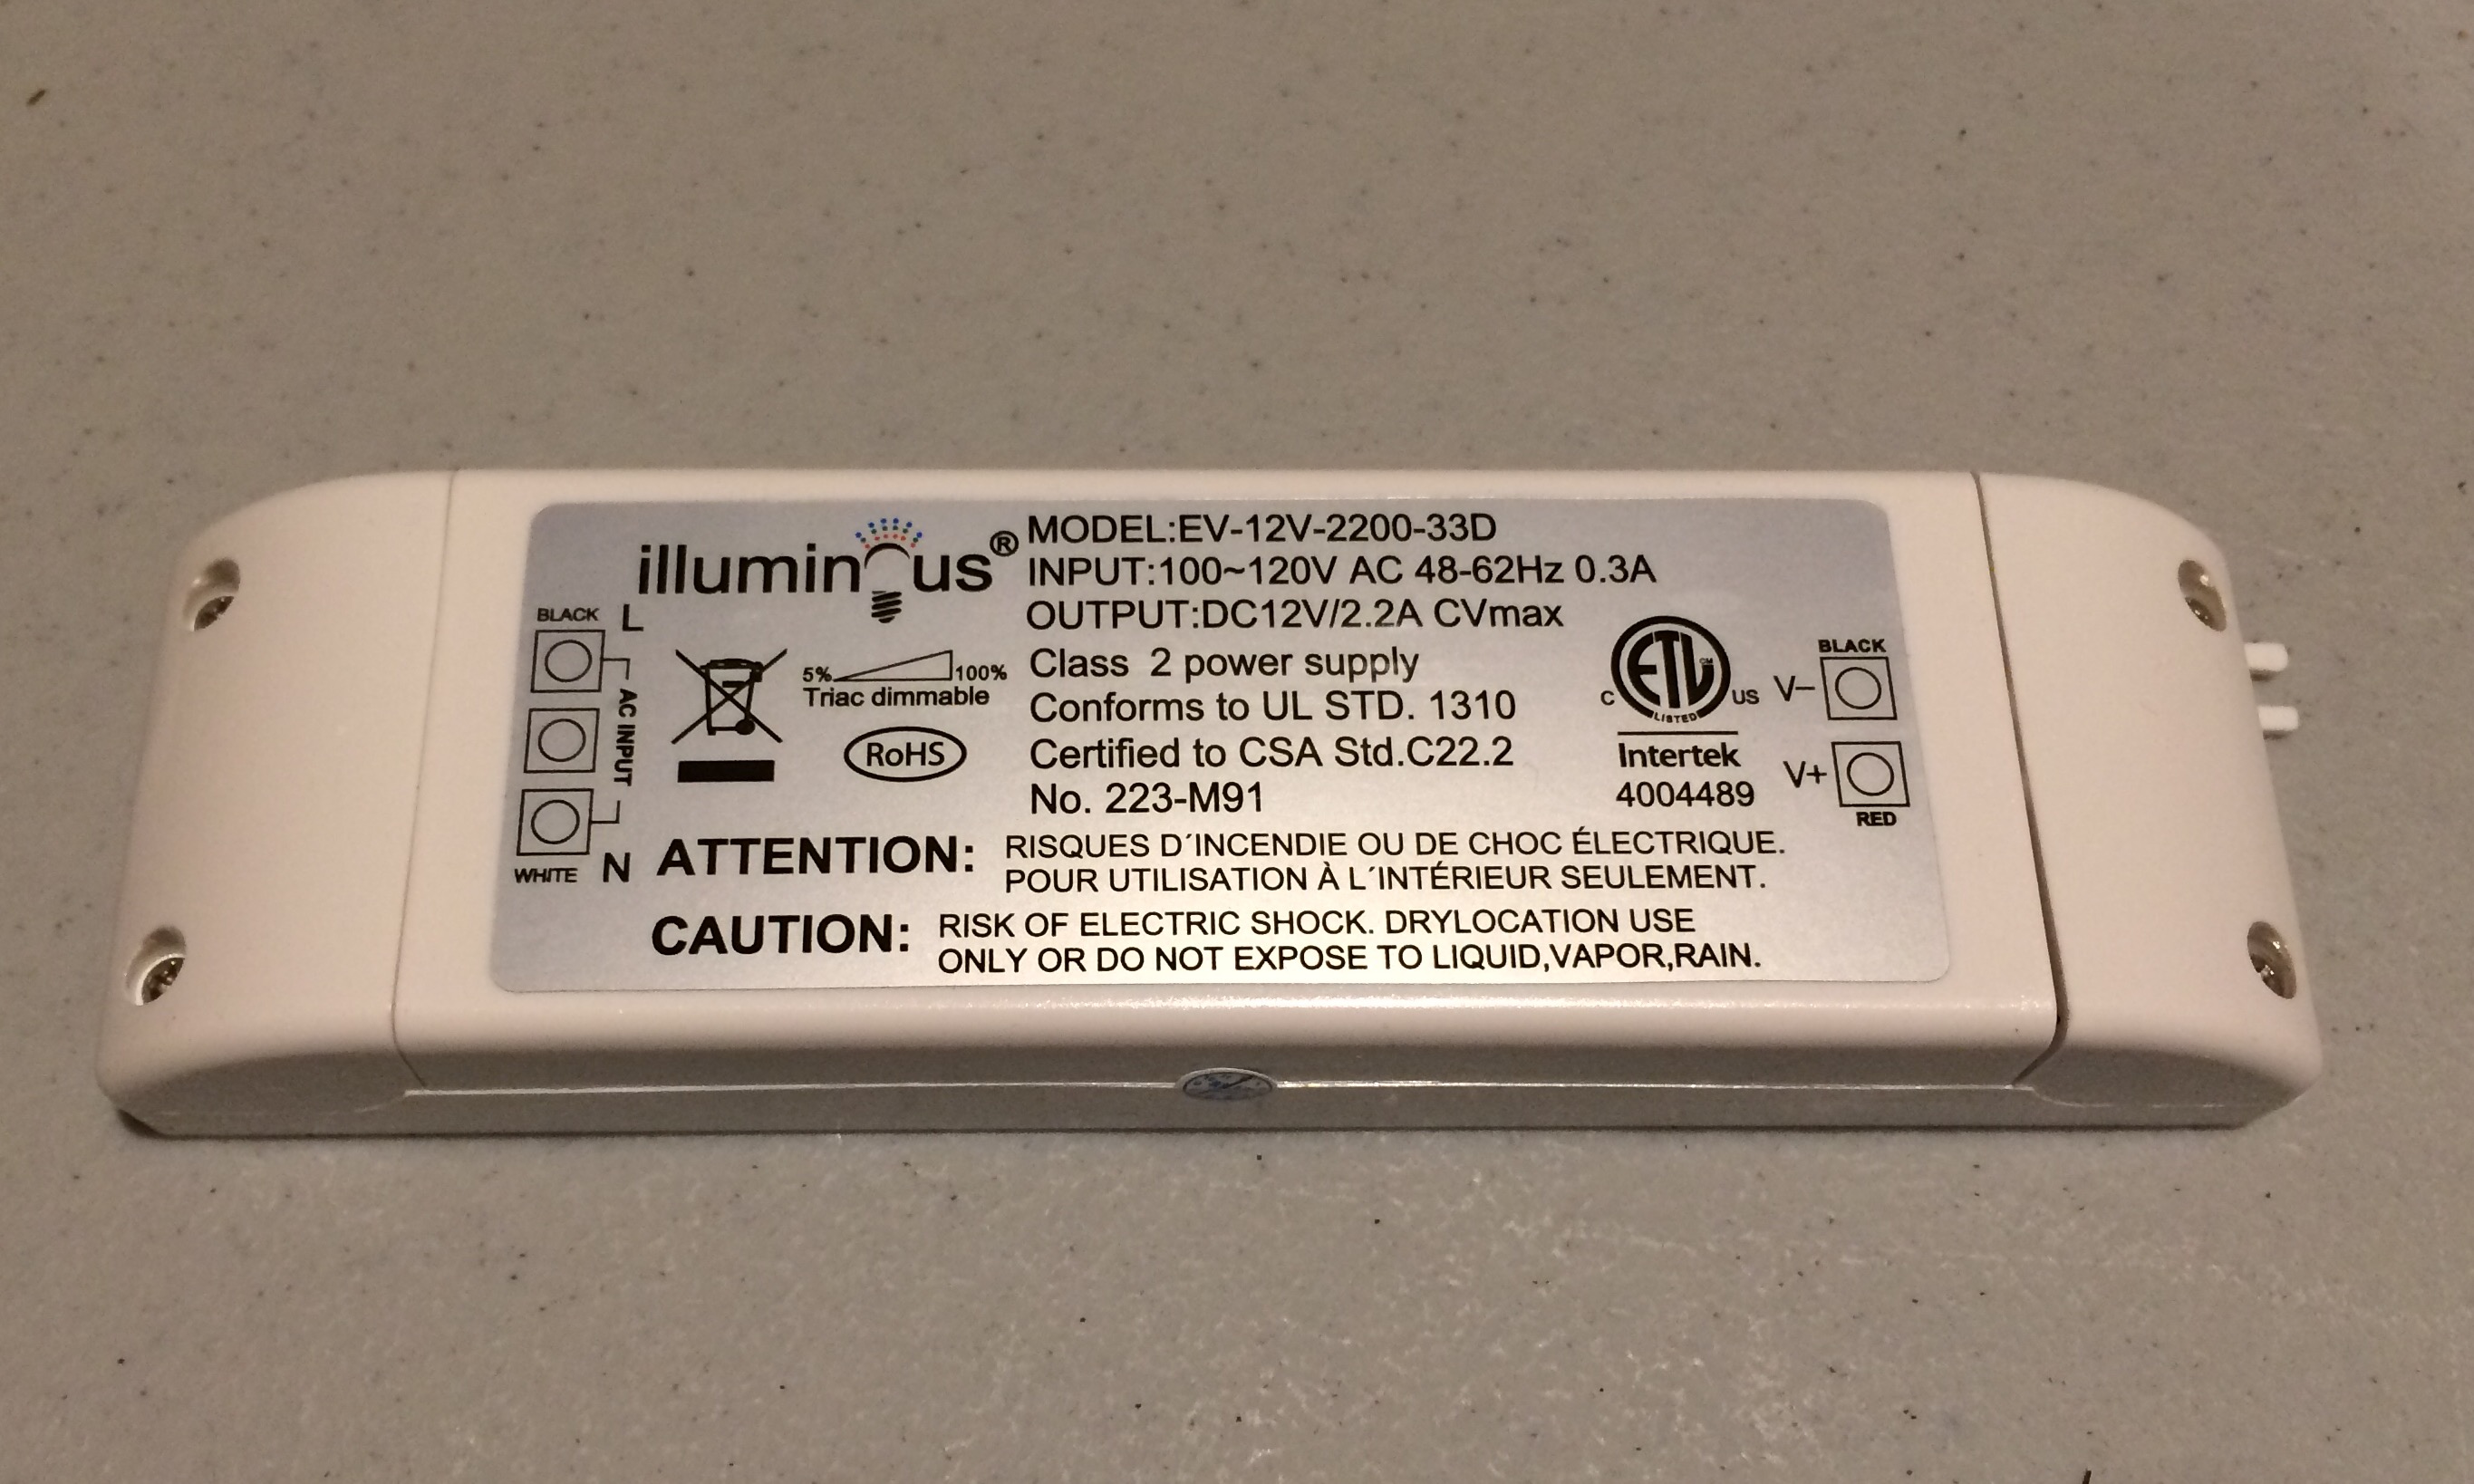 illuminous®
MODEL:EV-12V-2200-33D
INPUT:100~120V AC 48-62Hz 0.3A
OUTPUT:DC12V/2.2A CVmax
Class 2 power supply
Conforms to UL STD. 1310
Certified to CSA Std.C22.2
No. 223-M91
BLACK L
AC INPUT
WHITE N
5% 100%
Triac dimmable
RoHS
ETL CM
LISTED
C US
Intertek
4004489
BLACK
V-
V+
RED
ATTENTION: RISQUES D´INCENDIE OU DE CHOC ÉLECTRIQUE.
POUR UTILISATION À L´INTÉRIEUR SEULEMENT.
CAUTION: RISK OF ELECTRIC SHOCK. DRYLOCATION USE
ONLY OR DO NOT EXPOSE TO LIQUID,VAPOR,RAIN.